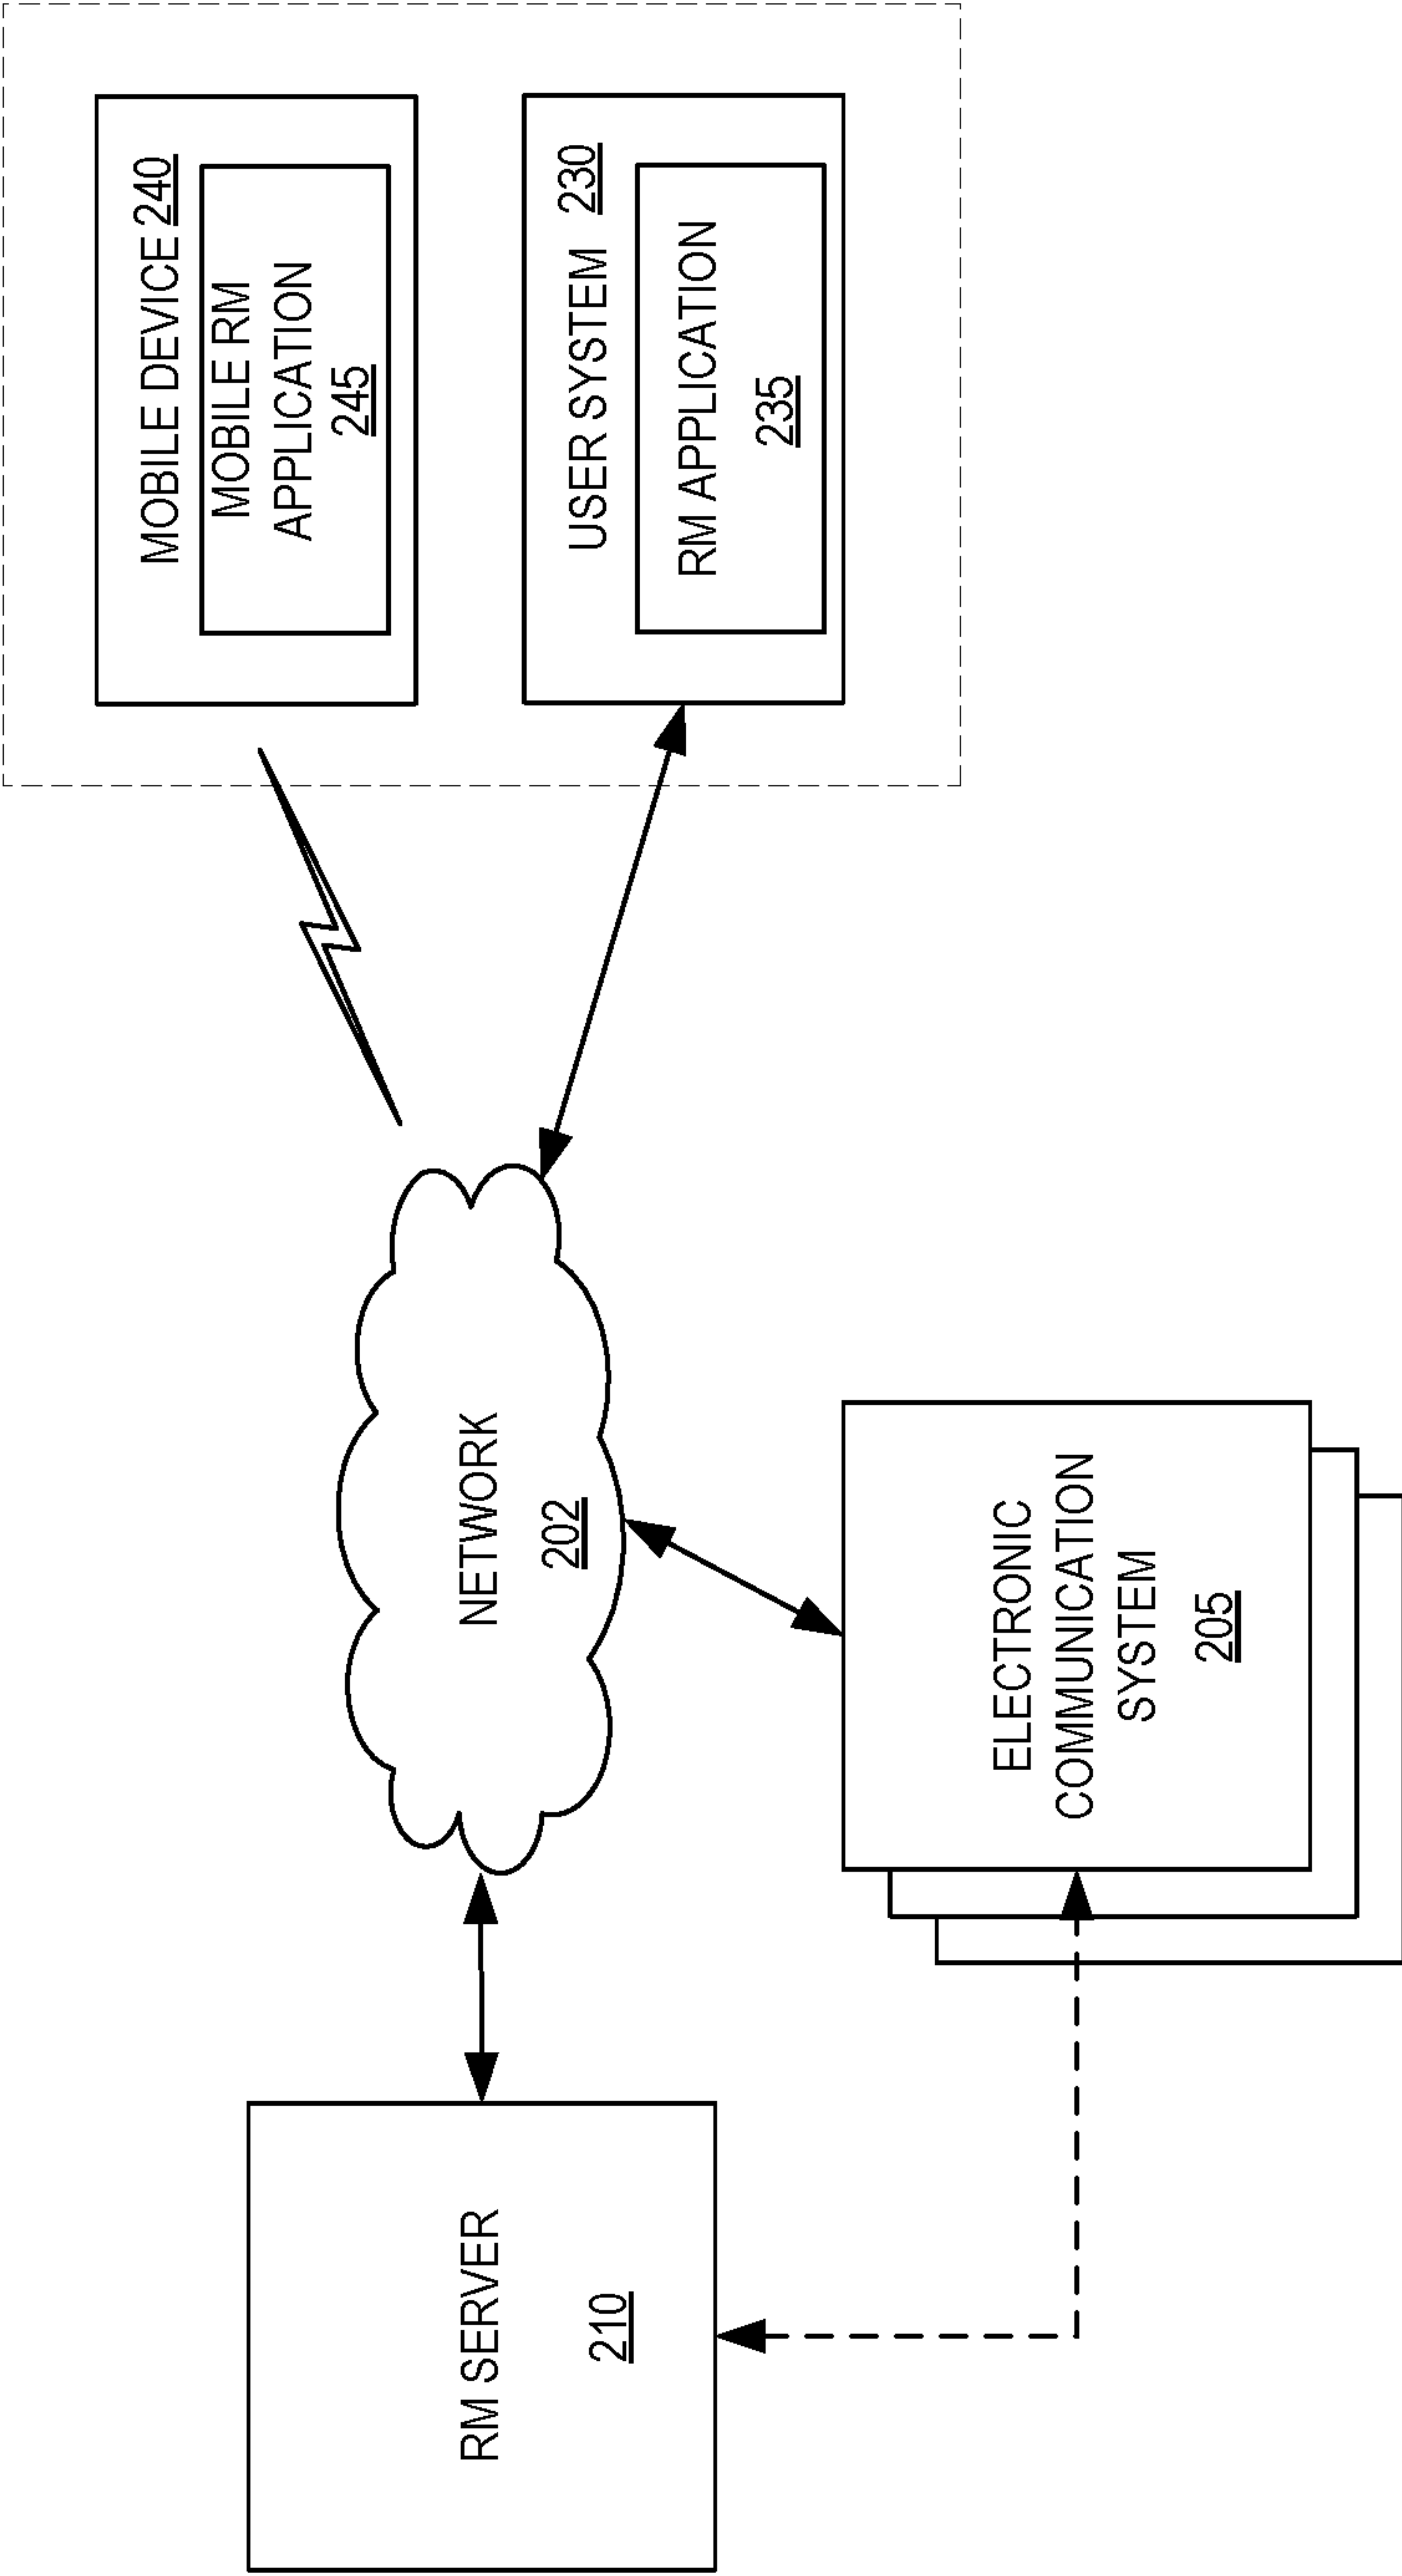 RM SERVER
210
NETWORK
202
ELECTRONIC
COMMUNICATION
SYSTEM
205
MOBILE DEVICE 240
MOBILE RM
APPLICATION
245
USER SYSTEM 230
RM APPLICATION
235